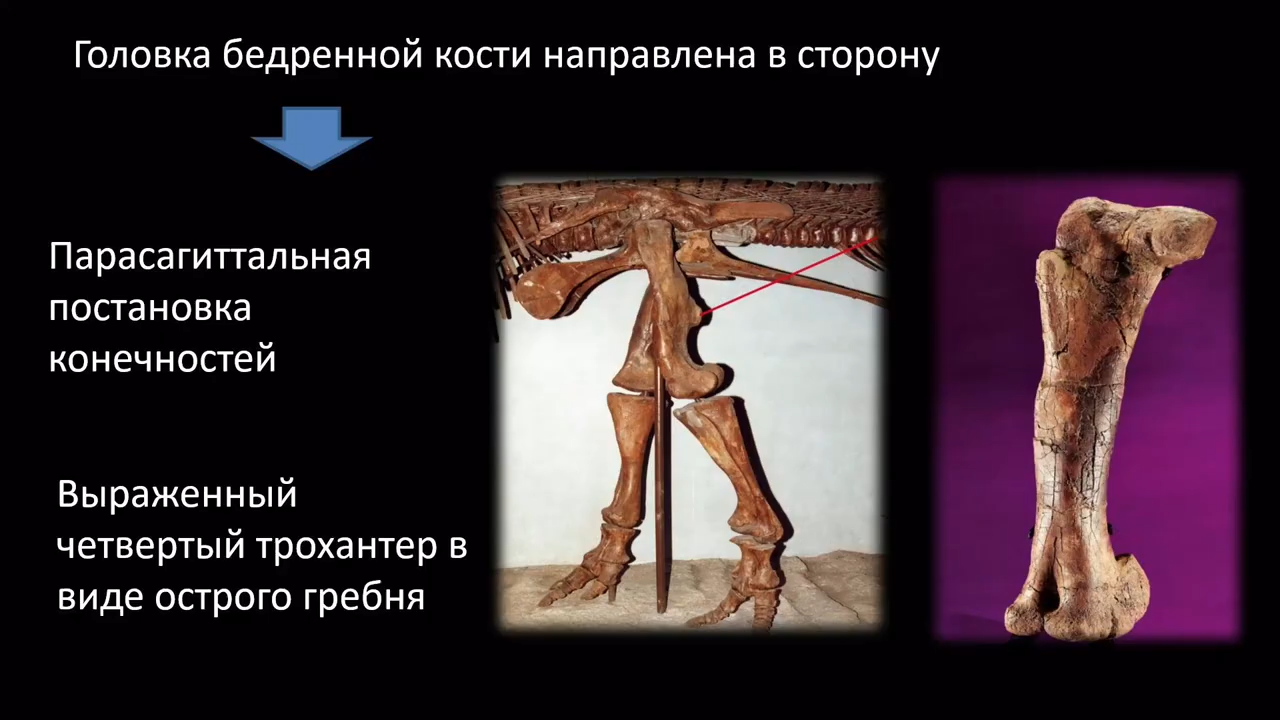 Головка бедренной кости направлена в сторону
Парасагиттальная
постановка
конечностей
Выраженный
четвертый трохантер в
виде острого гребня